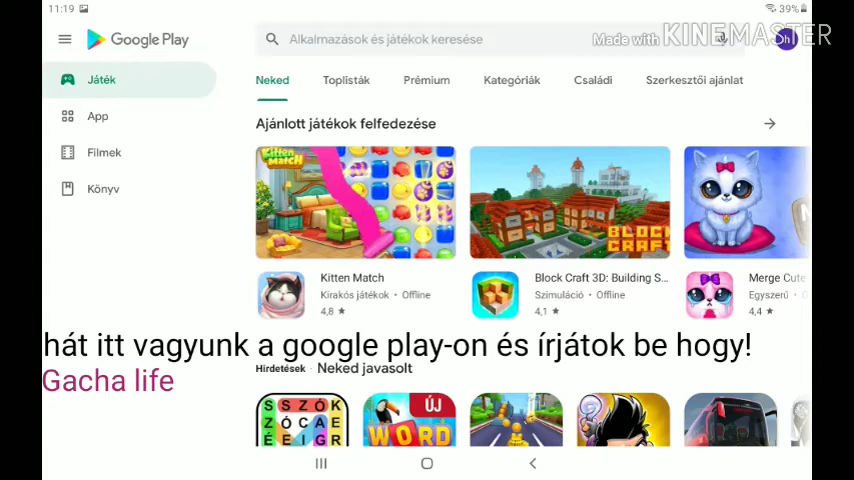 11:19
39%
Google Play
Alkalmazások és játékok keresése
Made with KINEMASTER
Játék
App
Filmek
Könyv
Neked
Toplisták
Prémium
Kategóriák
Családi
Szerkesztői ajánlat
Ajánlott játékok felfedezése
Kitten Match
BLOCK CRAFT
Kitten Match
Kirakós játékok • Offline
4,8 ★
Block Craft 3D: Building S...
Szimuláció • Offline
4,1 ★
Merge Cute
Egyszerű •
4,4 ★
hát itt vagyunk a google play-on és írjátok be hogy!
Gacha life
Hirdetések · Neked javasolt
ÚJ
WORD